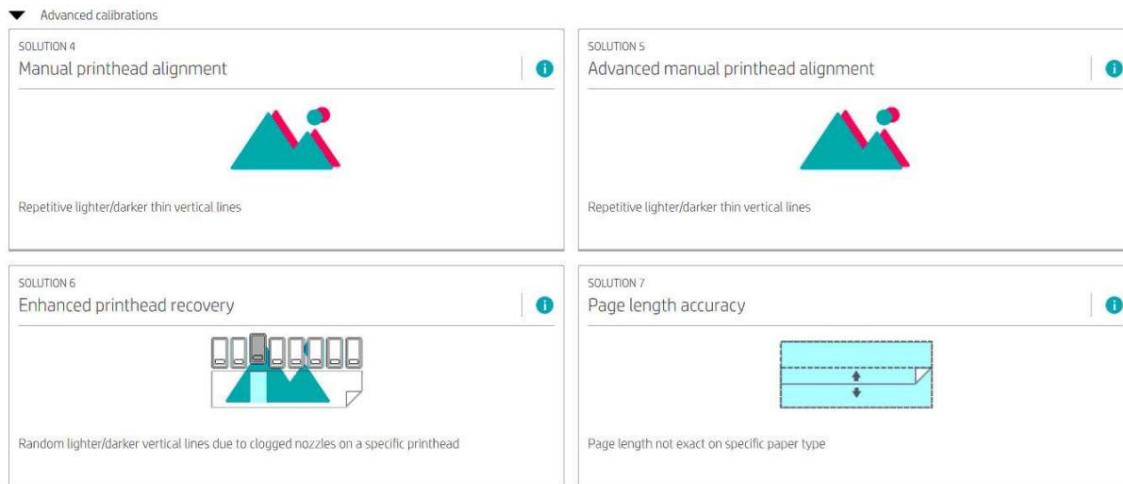 Advanced calibrations
SOLUTION 4
Manual printhead alignment
i
Repetitive lighter/darker thin vertical lines
SOLUTION 5
Advanced manual printhead alignment
i
Repetitive lighter/darker thin vertical lines
SOLUTION 6
Enhanced printhead recovery
i
Random lighter/darker vertical lines due to clogged nozzles on a specific printhead
SOLUTION 7
Page length accuracy
i
Page length not exact on specific paper type